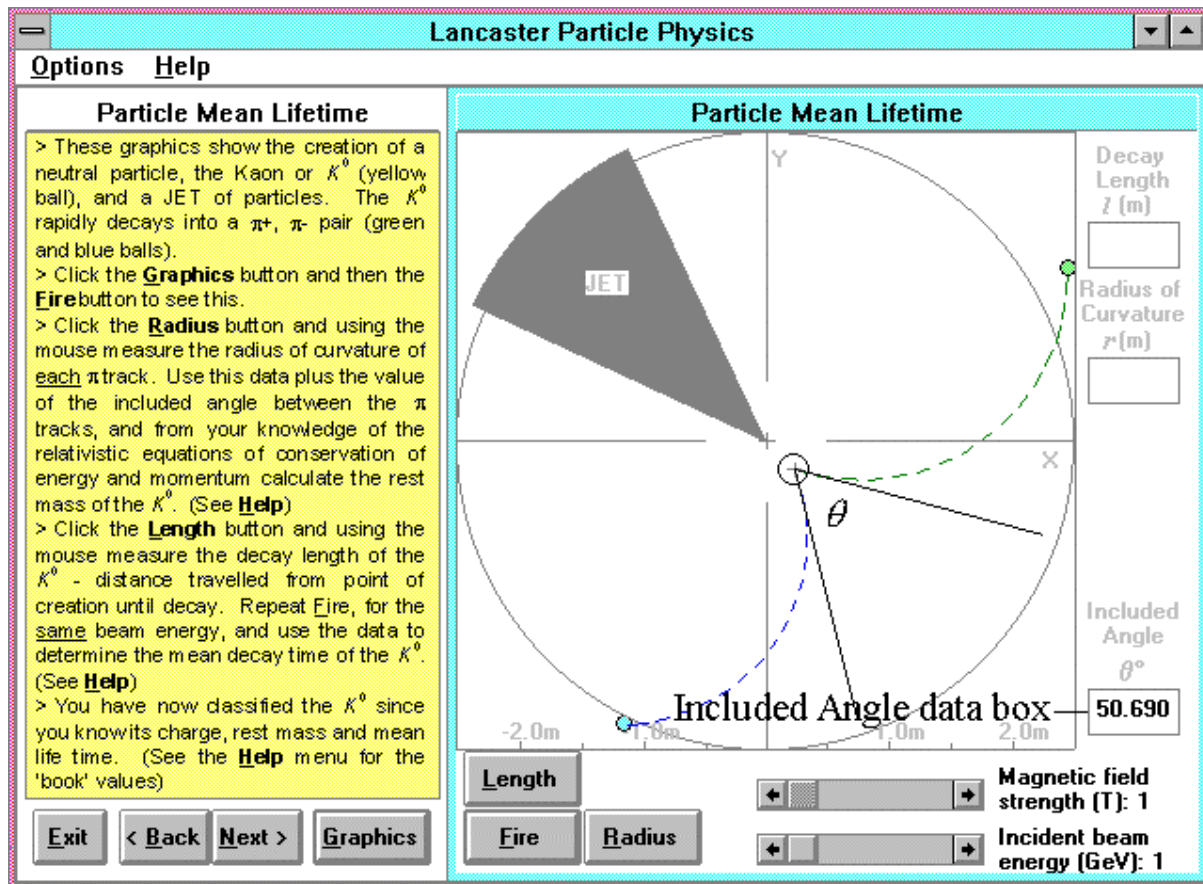 Lancaster Particle Physics
Options Help
Particle Mean Lifetime
> These graphics show the creation of a
neutral particle, the Kaon or K⁰ (yellow
ball), and a JET of particles. The K⁰
rapidly decays into a π+, π- pair (green
and blue balls).
> Click the Graphics button and then the
Fire button to see this.
> Click the Radius button and using the
mouse measure the radius of curvature of
each π track. Use this data plus the value
of the included angle between the π
tracks, and from your knowledge of the
relativistic equations of conservation of
energy and momentum calculate the rest
mass of the K⁰. (See Help)
> Click the Length button and using the
mouse measure the decay length of the
K⁰ - distance travelled from point of
creation until decay. Repeat Fire, for the
same beam energy, and use the data to
determine the mean decay time of the K⁰.
(See Help)
> You have now classified the K⁰ since
you know its charge, rest mass and mean
life time. (See the Help menu for the
'book' values)
Exit
< Back
Next >
Graphics
Particle Mean Lifetime
Y
JET
X
θ
Decay
Length
l (m)
Radius of
Curvature
r (m)
Included
Angle
θ°
Included Angle data box
50.690
-2.0m
-1.0m
1.0m
2.0m
Length
Fire
Radius
Magnetic field
strength (T): 1
Incident beam
energy (GeV): 1